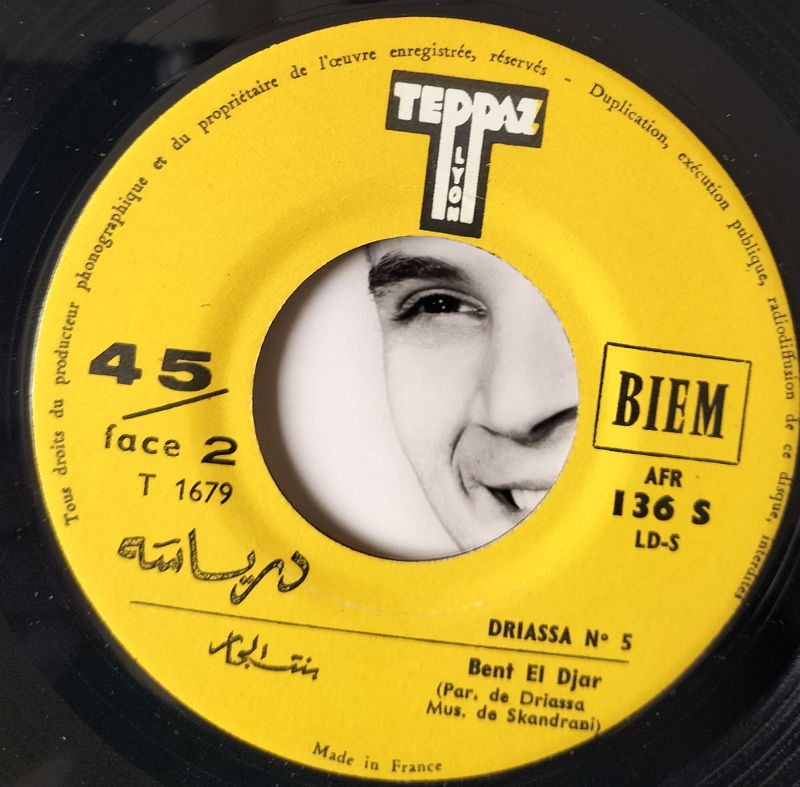 Tous droits du producteur phonographique et du propriétaire de l'œuvre enregistrée, réservés - Duplication, exécution publique, radiodiffusion de ce disque, interdites
TEPPAZ
LYON
45
face 2
T 1679
BIEM
AFR
136 S
LD-S
درياسه
DRIASSA N° 5
بنت الجار
Bent El Djar
(Par. de Driassa
Mus. de Skandrani)
Made in France